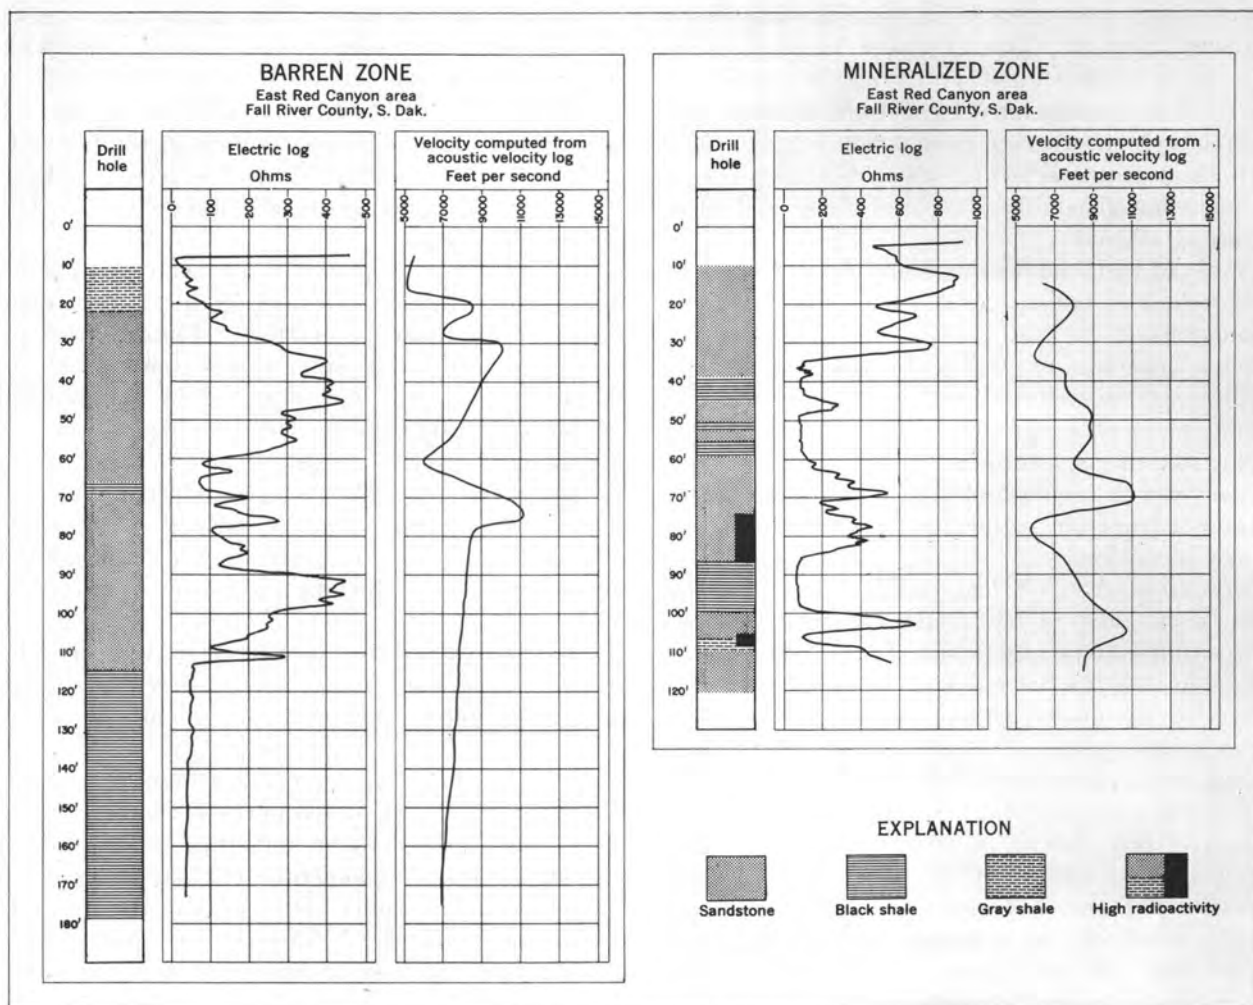 BARREN ZONE
East Red Canyon area
Fall River County, S. Dak.
Drill
hole
Electric log
Ohms
Velocity computed from
acoustic velocity log
Feet per second
0
100
200
300
400
500
5000
7000
9000
11000
13000
15000
0'
10'
20'
30'
40'
50'
60'
70'
80'
90'
100'
110'
120'
130'
140'
150'
160'
170'
180'
MINERALIZED ZONE
East Red Canyon area
Fall River County, S. Dak.
Drill
hole
Electric log
Ohms
Velocity computed from
acoustic velocity log
Feet per second
0
200
400
600
800
1000
5000
7000
9000
11000
13000
15000
0'
10'
20'
30'
40'
50'
60'
70'
80'
90'
100'
110'
120'
EXPLANATION
Sandstone
Black shale
Gray shale
High radioactivity